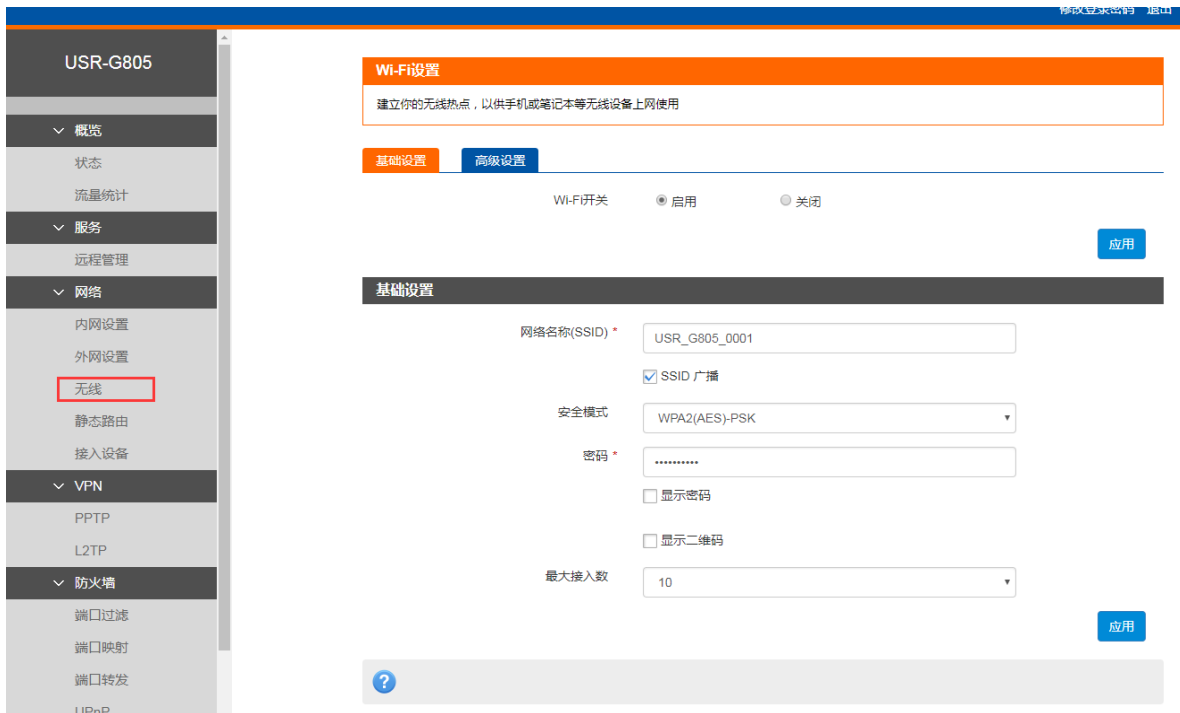 修改登录密码 退出
USR-G805
概览
状态
流量统计
服务
远程管理
网络
内网设置
外网设置
无线
静态路由
接入设备
VPN
PPTP
L2TP
防火墙
端口过滤
端口映射
端口转发
UPnP
Wi-Fi设置
建立你的无线热点，以供手机或笔记本等无线设备上网使用
基础设置 高级设置
Wi-Fi开关 启用 关闭
应用
基础设置
网络名称(SSID) * USR_G805_0001
SSID 广播
安全模式 WPA2(AES)-PSK
密码 * ••••••••••
显示密码
显示二维码
最大接入数 10
应用